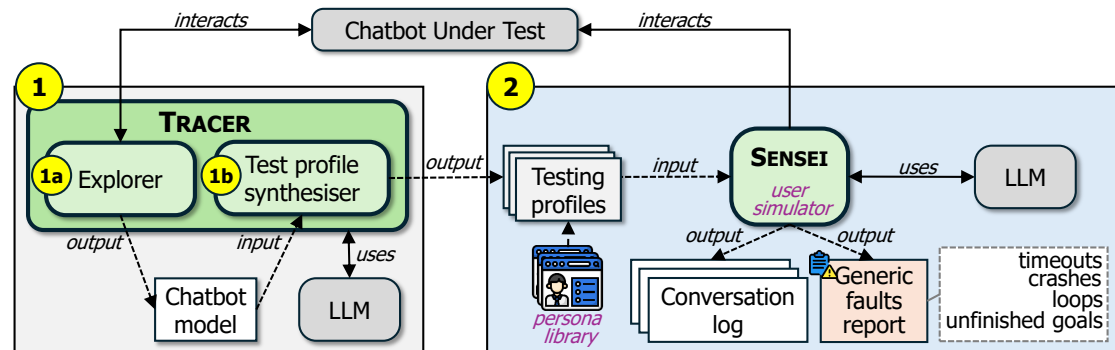 interacts
Chatbot Under Test
interacts
1
TRACER
1a
Explorer
1b
Test profile
synthesiser
output
input
uses
Chatbot
model
LLM
output
2
Testing
profiles
input
SENSEI
user
simulator
uses
LLM
persona
library
output
output
Conversation
log
Generic
faults
report
timeouts
crashes
loops
unfinished goals